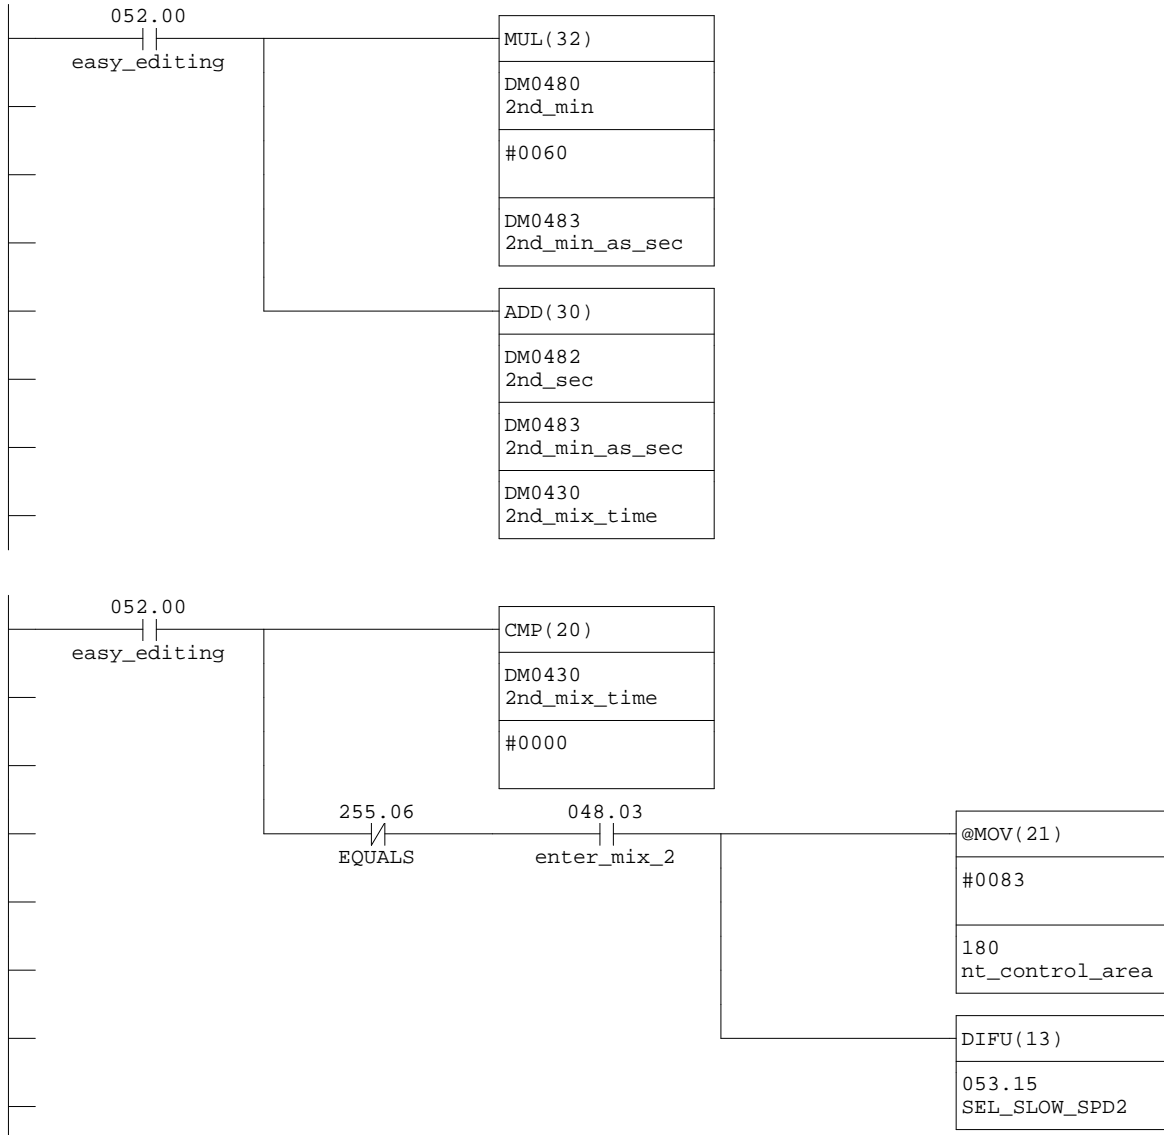 052.00
easy_editing
MUL(32)
DM0480
2nd_min
#0060
DM0483
2nd_min_as_sec
ADD(30)
DM0482
2nd_sec
DM0483
2nd_min_as_sec
DM0430
2nd_mix_time
052.00
easy_editing
CMP(20)
DM0430
2nd_mix_time
#0000
255.06
EQUALS
048.03
enter_mix_2
@MOV(21)
#0083
180
nt_control_area
DIFU(13)
053.15
SEL_SLOW_SPD2